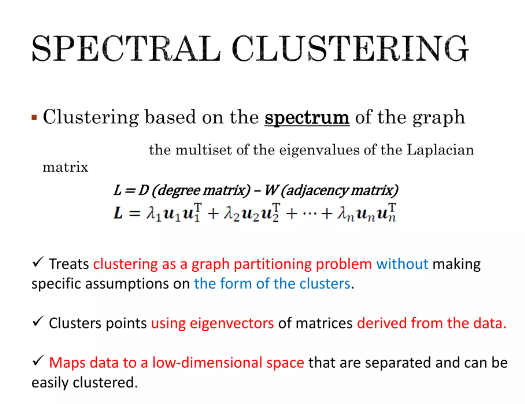 SPECTRAL CLUSTERING
▪ Clustering based on the spectrum of the graph
the multiset of the eigenvalues of the Laplacian
matrix
L = D (degree matrix) – W (adjacency matrix)
L = λ₁u₁u₁ᵀ + λ₂u₂u₂ᵀ + ⋯ + λₙuₙuₙᵀ
✓ Treats clustering as a graph partitioning problem without making
specific assumptions on the form of the clusters.
✓ Clusters points using eigenvectors of matrices derived from the data.
✓ Maps data to a low-dimensional space that are separated and can be
easily clustered.